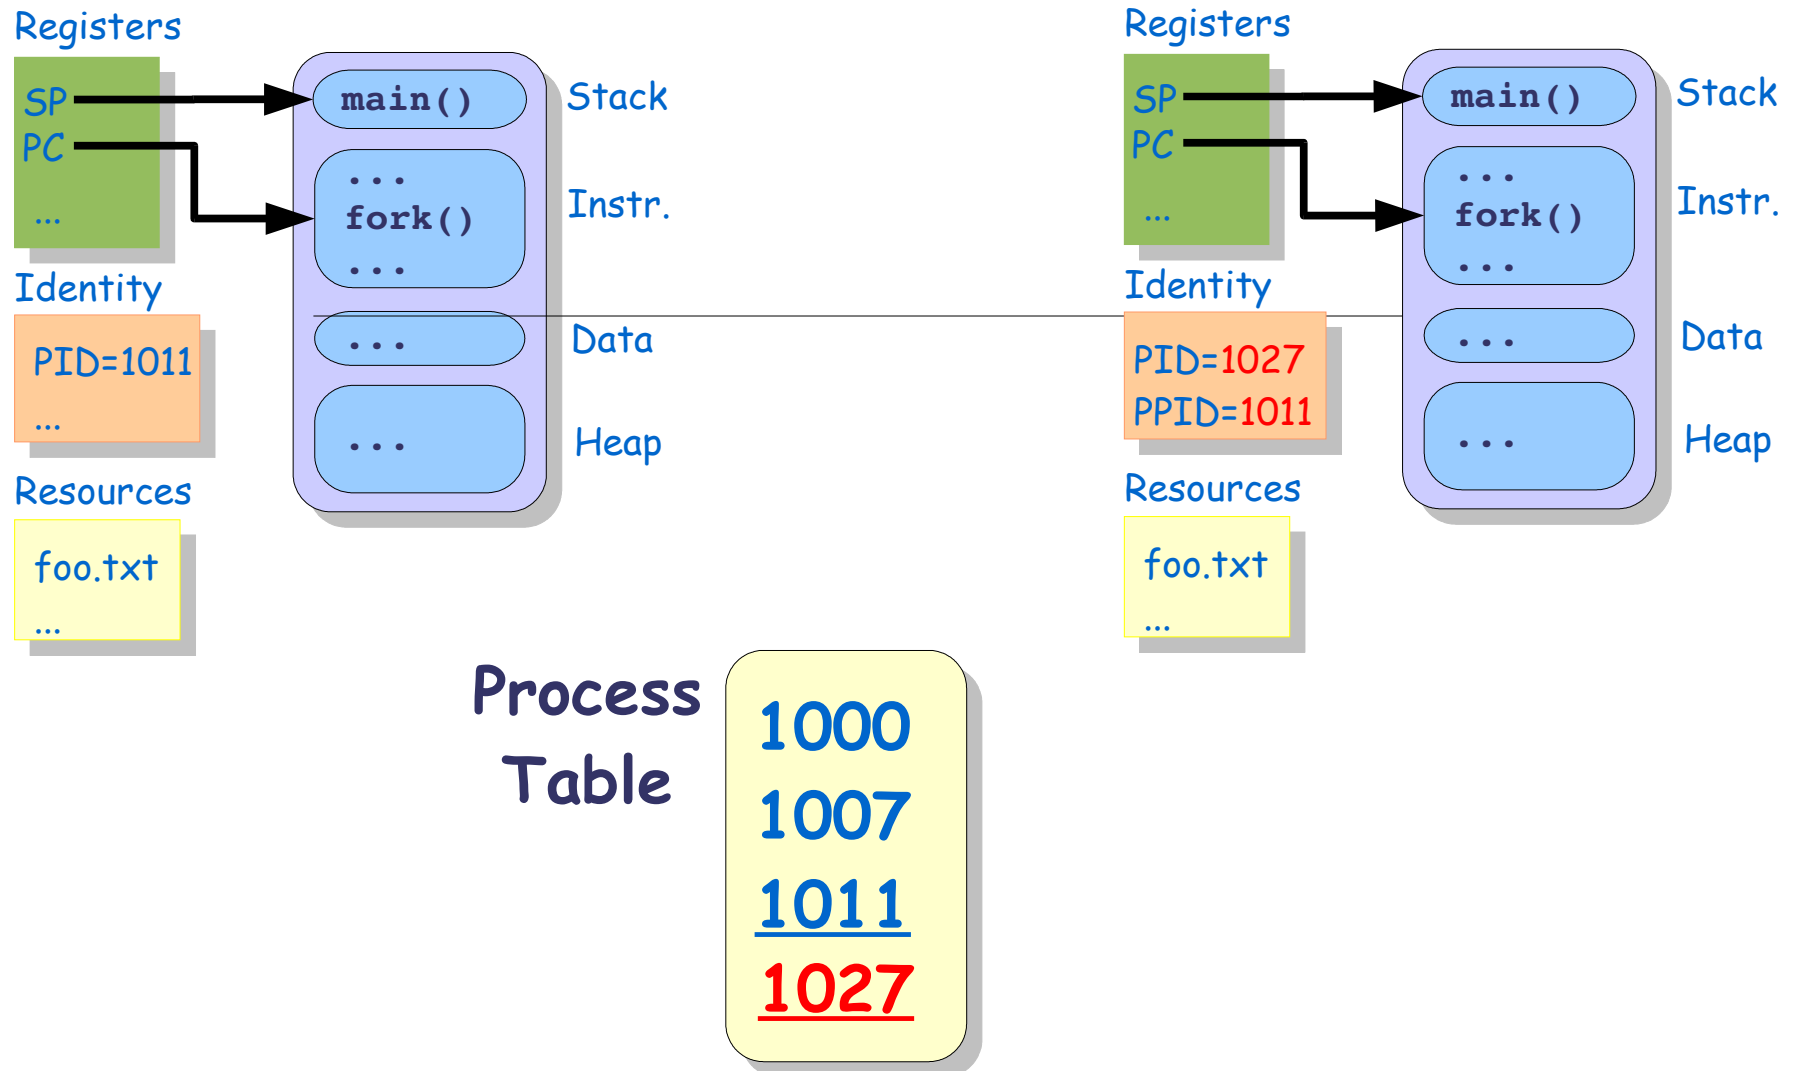 Registers
SP
PC
...
Identity
PID=1011
...
Resources
foo.txt
...
main()
...
fork()
...
...
...
Stack
Instr.
Data
Heap
Registers
SP
PC
...
Identity
PID=1027
PPID=1011
Resources
foo.txt
...
main()
...
fork()
...
...
...
Stack
Instr.
Data
Heap
Process
Table
1000
1007
1011
1027